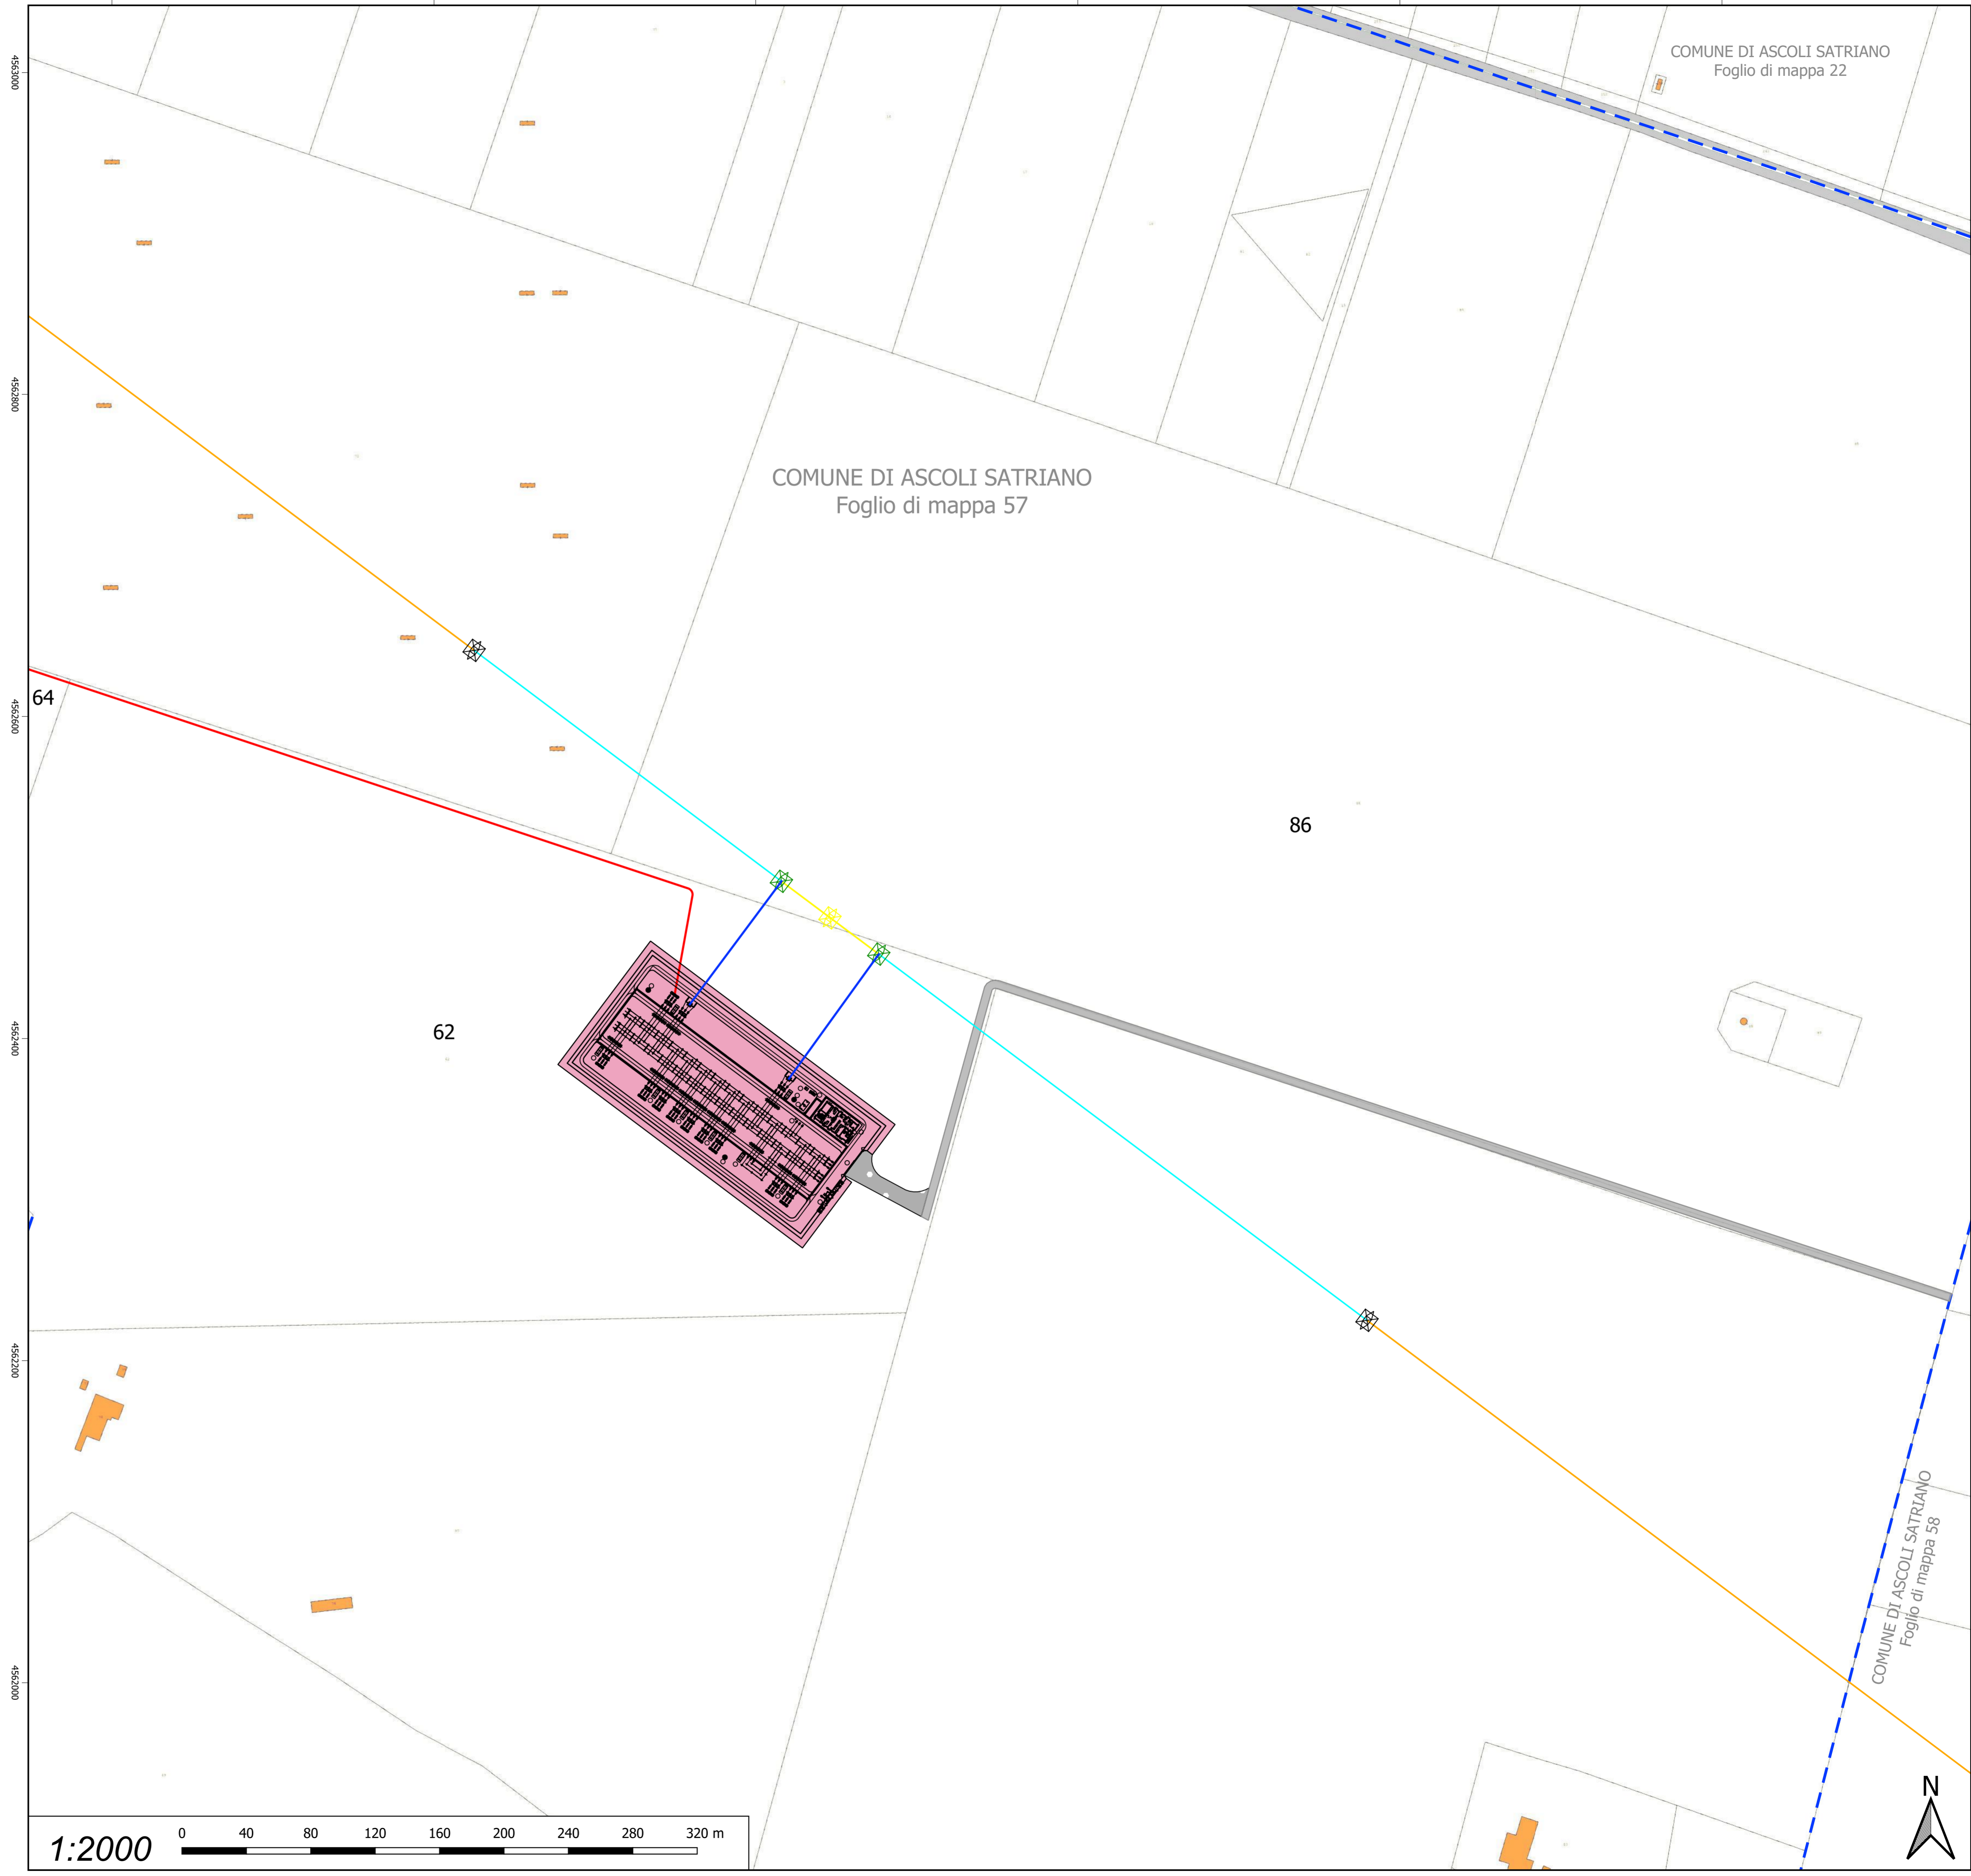 COMUNE DI ASCOLI SATRIANO
Foglio di mappa 22
4563000
4562800
COMUNE DI ASCOLI SATRIANO
Foglio di mappa 57
4562600
64
86
4562400
62
4562200
COMUNE DI ASCOLI SATRIANO
Foglio di mappa 58
4562000
N
1:2000
0 40 80 120 160 200 240 280 320 m